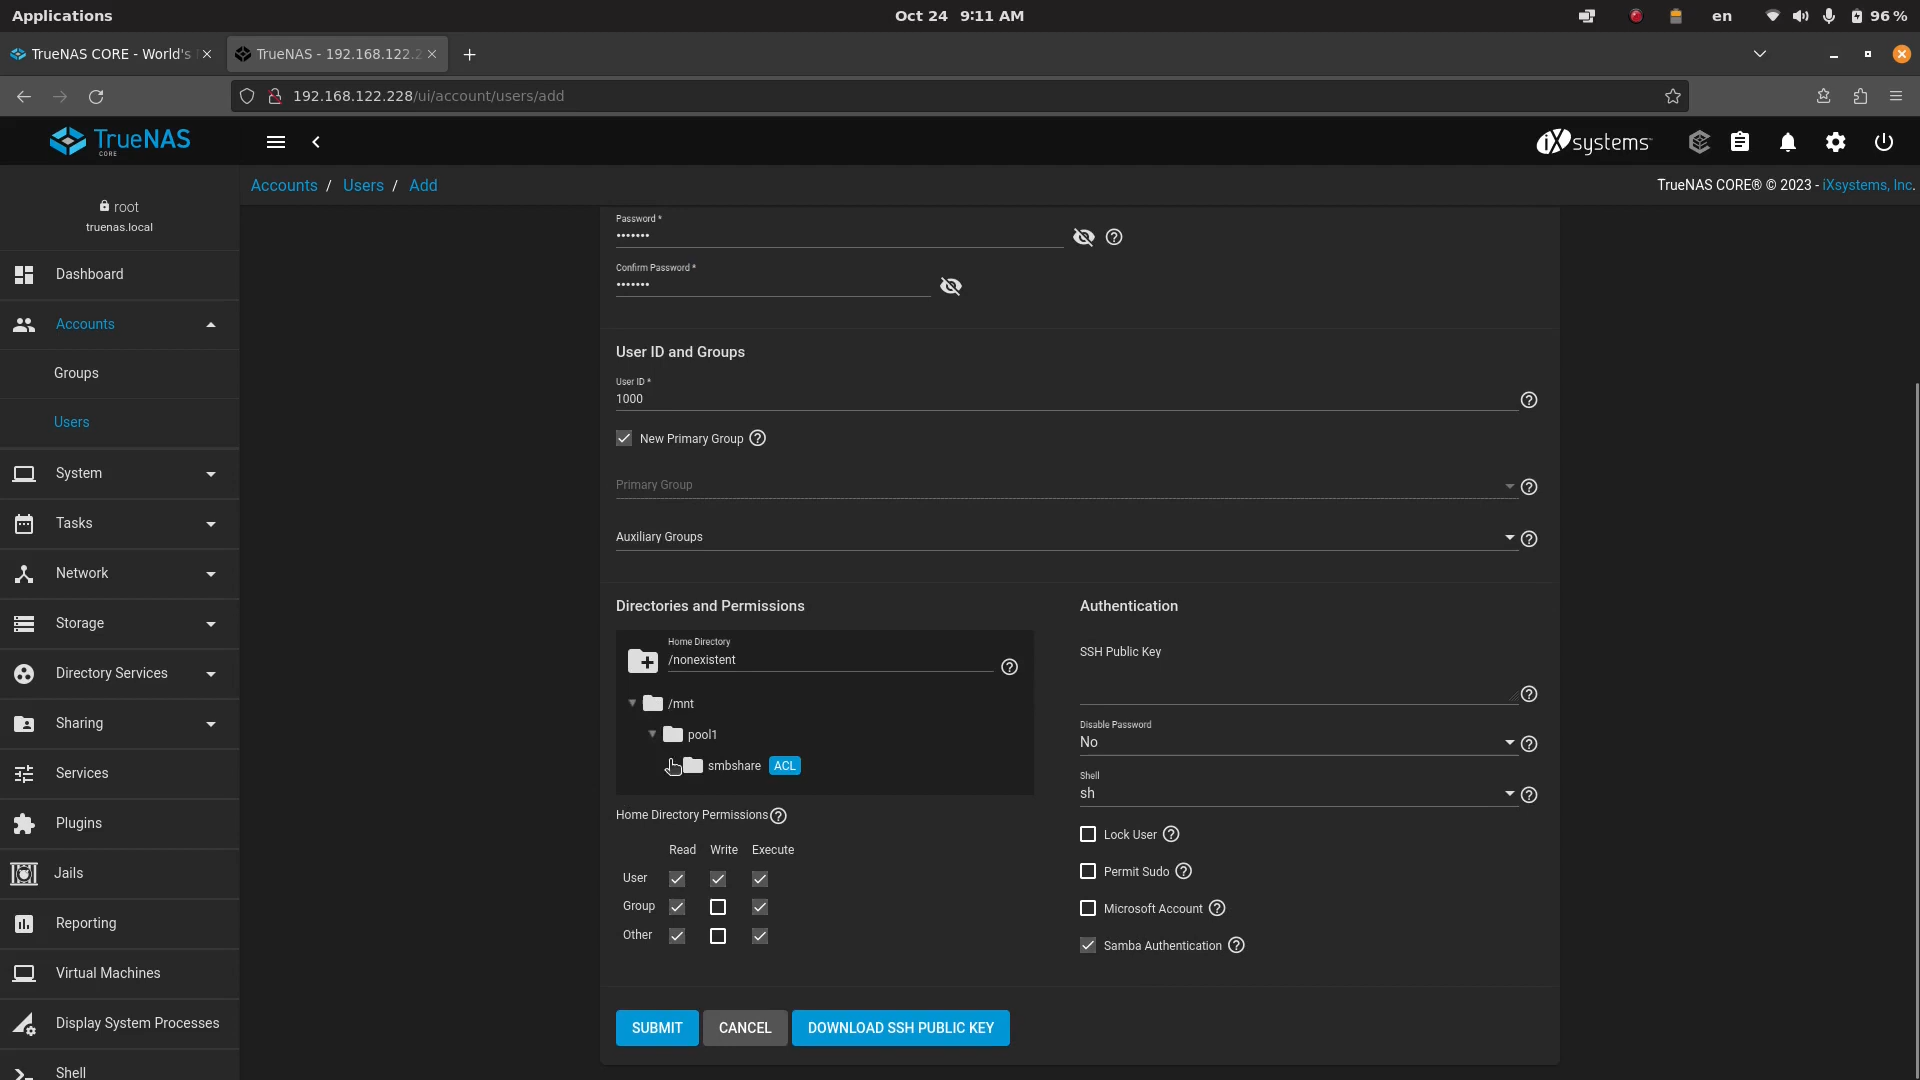 Applications
Oct 24 9:11 AM
en
96 %
TrueNAS CORE - World's
TrueNAS - 192.168.122.2
192.168.122.228/ui/account/users/add
TrueNAS
CORE
iXsystems
Accounts / Users / Add
TrueNAS CORE® © 2023 - iXsystems, Inc.
root
truenas.local
Dashboard
Accounts
Groups
Users
System
Tasks
Network
Storage
Directory Services
Sharing
Services
Plugins
Jails
Reporting
Virtual Machines
Display System Processes
Shell
Password *
•••••••
Confirm Password *
•••••••
User ID and Groups
User ID *
1000
New Primary Group
Primary Group
Auxiliary Groups
Directories and Permissions
Home Directory
/nonexistent
/mnt
pool1
smbshare ACL
Home Directory Permissions
Read Write Execute
User
Group
Other
Authentication
SSH Public Key
Disable Password
No
Shell
sh
Lock User
Permit Sudo
Microsoft Account
Samba Authentication
SUBMIT
CANCEL
DOWNLOAD SSH PUBLIC KEY